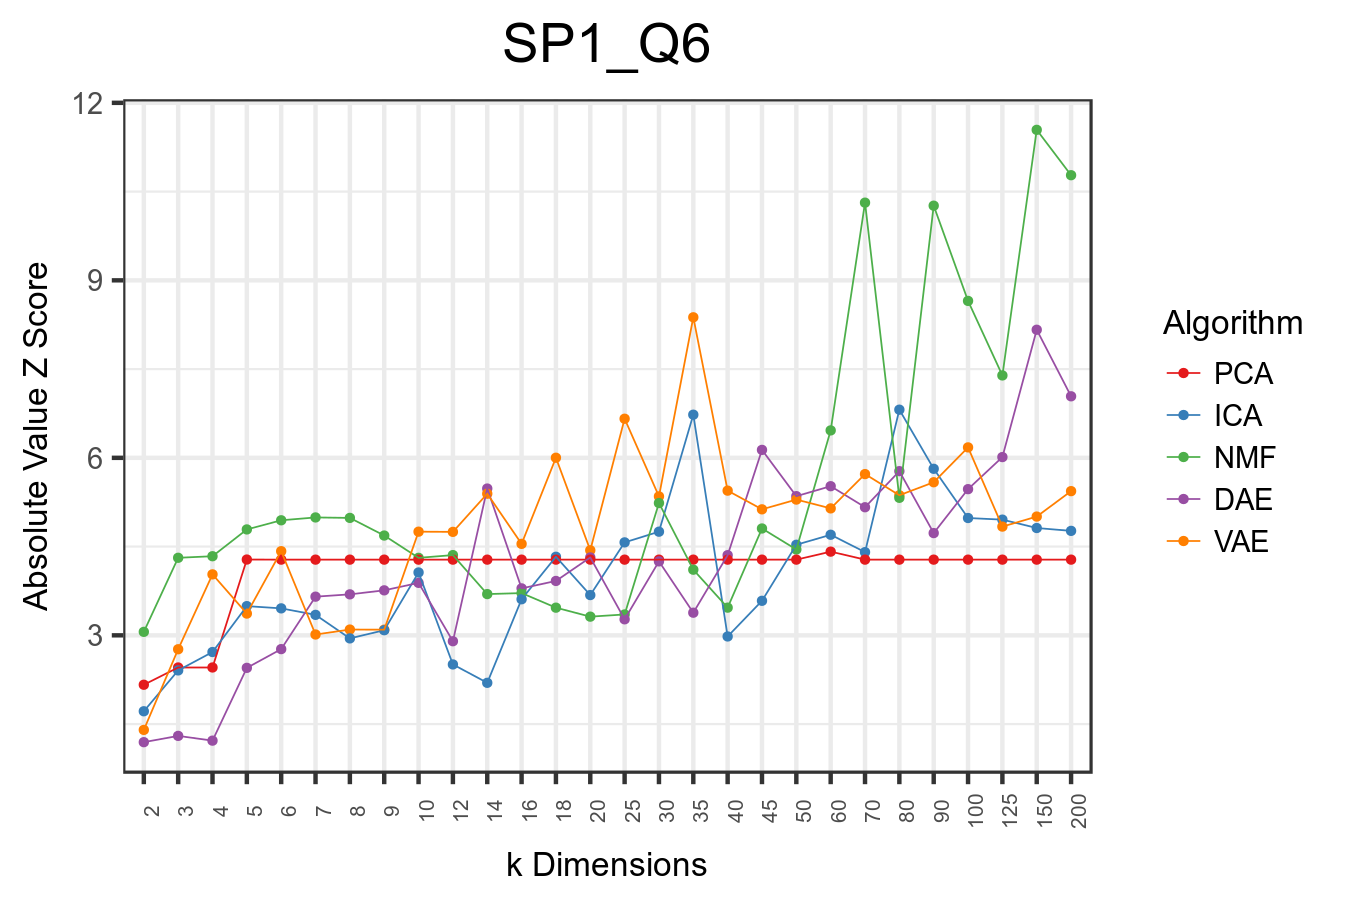 SP1_Q6
Absolute Value Z Score
12
9
6
3
2 3 4 5 6 7 8 9 10 12 14 16 18 20 25 30 35 40 45 50 60 70 80 90 100 125 150 200
k Dimensions
Algorithm
PCA
ICA
NMF
DAE
VAE